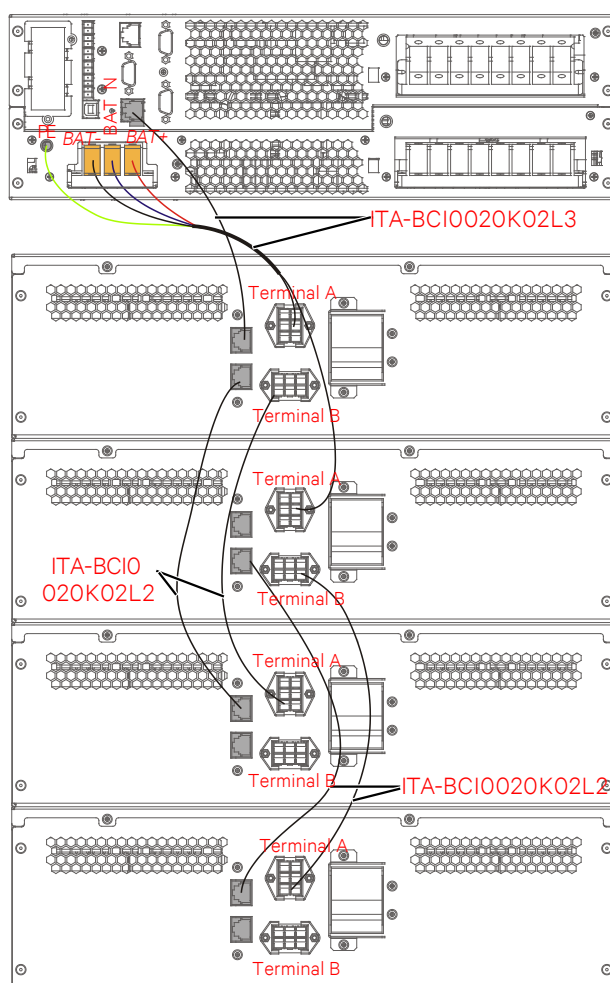 BAT IN
PE
BAT-
BAT+
ITA-BCI0020K02L3
Terminal A
Terminal B
Terminal A
ITA-BCI0
020K02L2
Terminal B
Terminal A
Terminal B
ITA-BCI0020K02L2
Terminal A
Terminal B